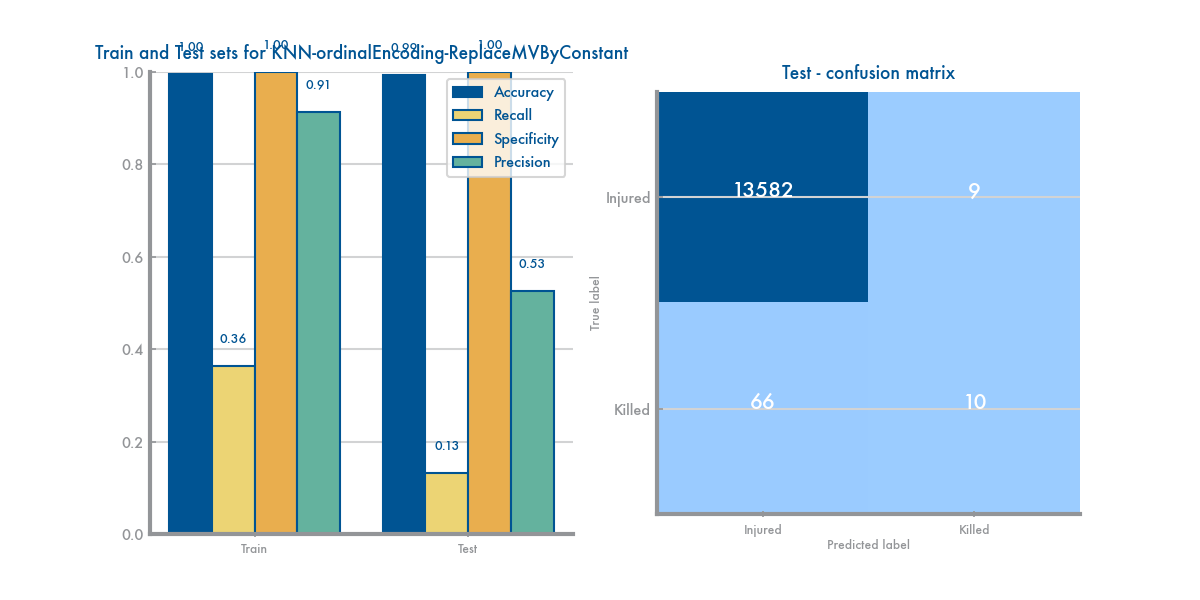 Train and Test sets for KNN-ordinalEncoding-ReplaceMVByConstant
1.00
1.00
0.99
1.00
0.91
0.36
0.53
0.13
1.0
0.8
0.6
0.4
0.2
0.0
Train
Test
Accuracy
Recall
Specificity
Precision
Test - confusion matrix
True label
Injured
Killed
13582
9
66
10
Injured
Killed
Predicted label